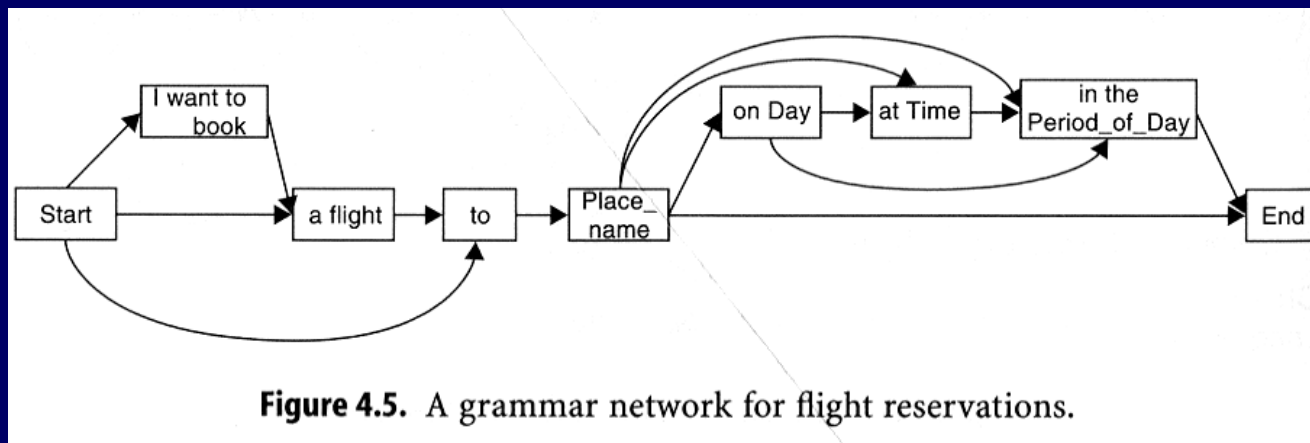 I want to
book
Start
a flight
to
Place_
name
on Day
at Time
in the
Period_of_Day
End
Figure 4.5. A grammar network for flight reservations.